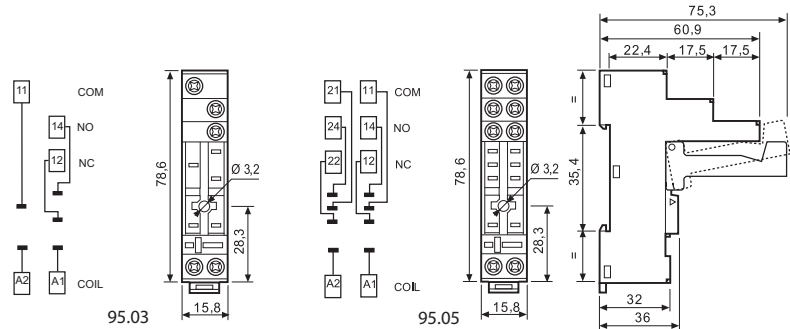 11 COM
14 NO
12 NC
A2 A1 COIL
95.03
78,6
Ø 3,2
28,3
15,8
21 11 COM
24 14 NO
22 12 NC
A2 A1 COIL
95.05
78,6
Ø 3,2
28,3
15,8
75,3
60,9
22,4 17,5 17,5
=
35,4
=
32
36